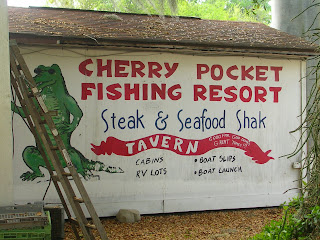 CHERRY POCKET
FISHING RESORT
Steak & Seafood Shak
TAVERN
CABINS
RV LOTS
• BOAT SLIPS
• BOAT LAUNCH